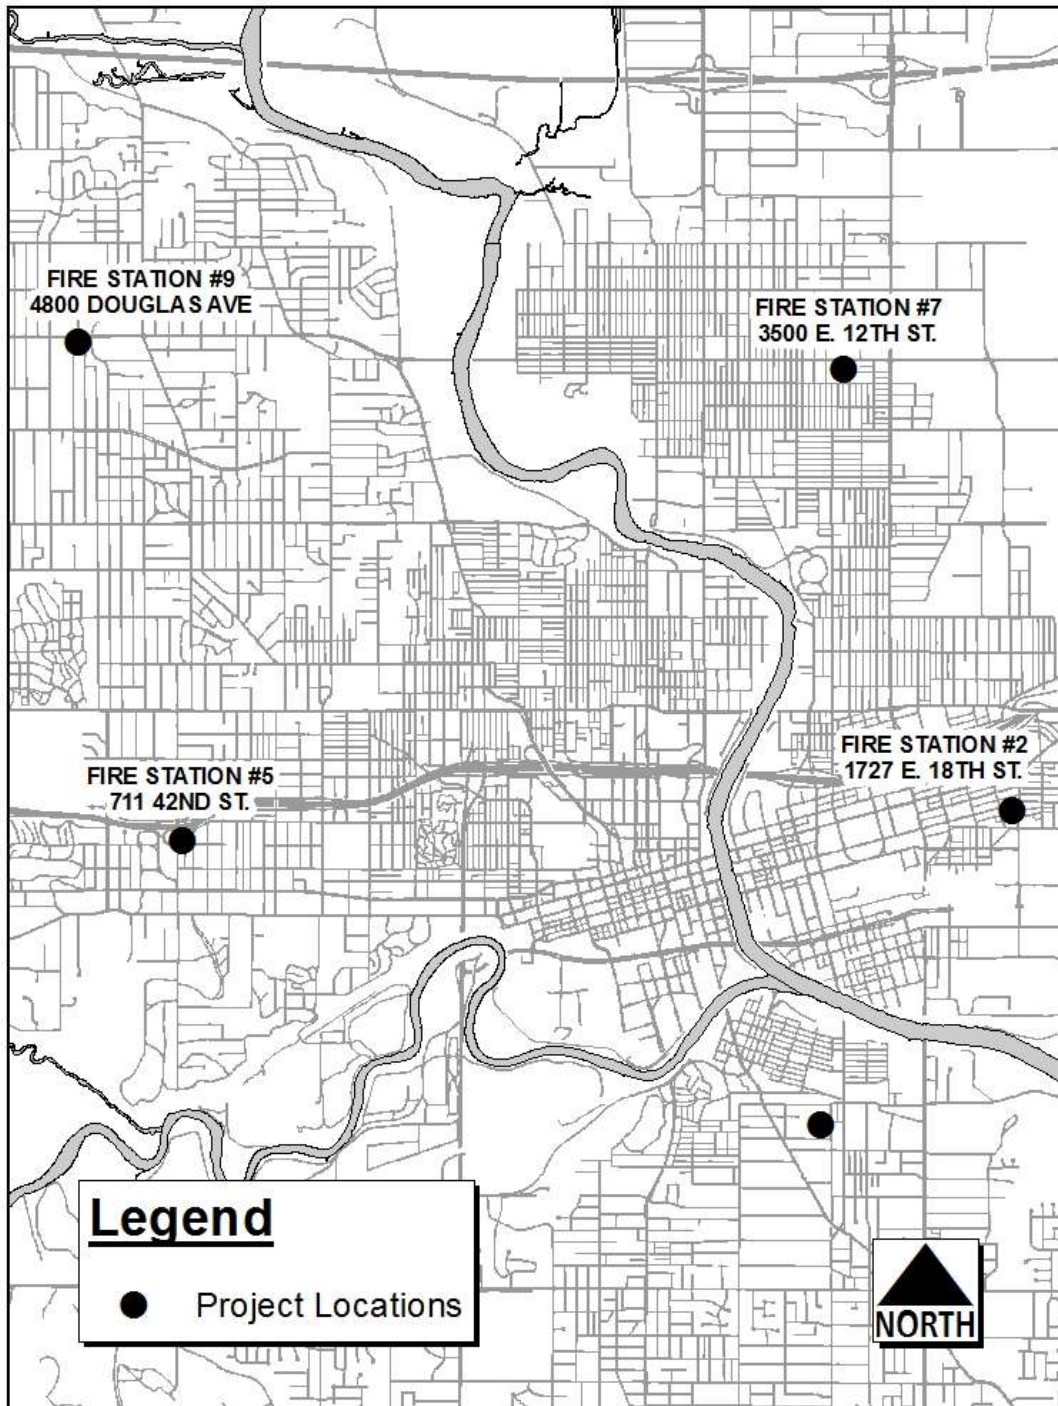 FIRE STATION #9
4800 DOUGLAS AVE
FIRE STATION #7
3500 E. 12TH ST.
FIRE STATION #2
1727 E. 18TH ST.
FIRE STATION #5
711 42ND ST.
Legend
Project Locations
NORTH